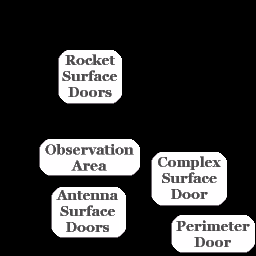 Rocket
Surface
Doors
Observation
Area
Complex
Surface
Door
Antenna
Surface
Doors
Perimeter
Door